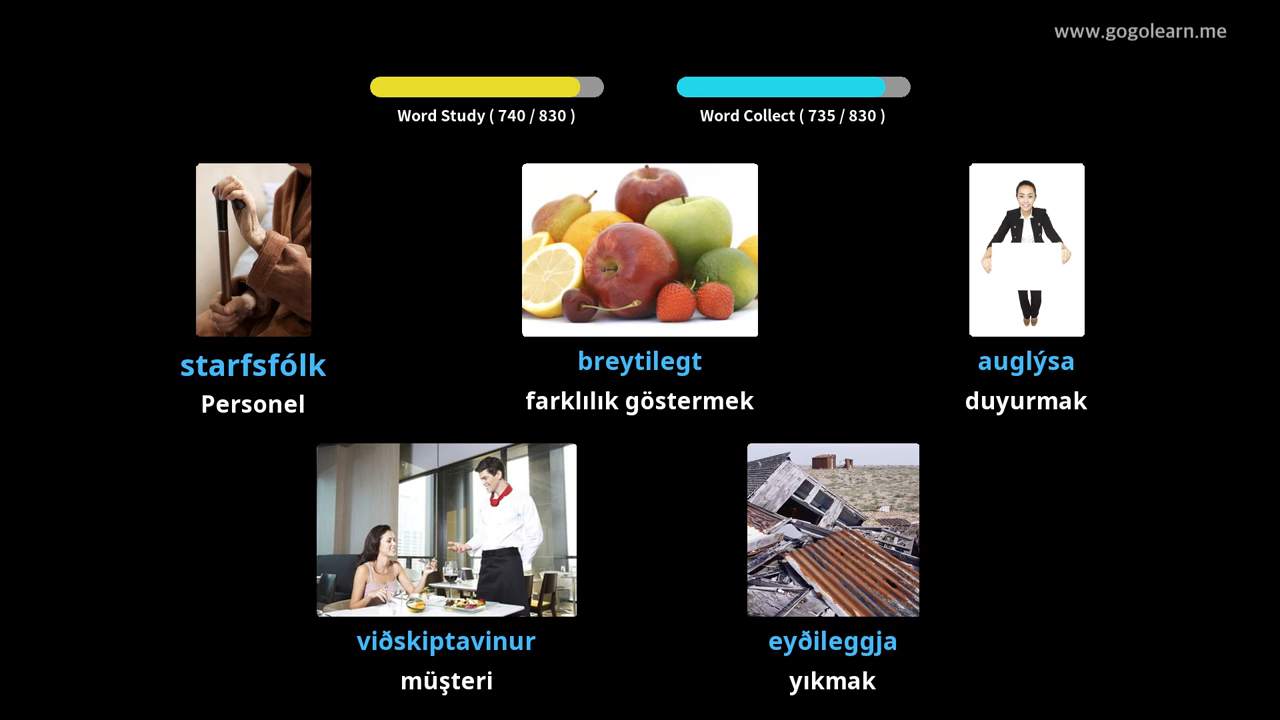 www.gogolearn.me
Word Study ( 740 / 830 )
Word Collect ( 735 / 830 )
starfsfólk
Personel
breytilegt
farklılık göstermek
auglýsa
duyurmak
viðskiptavinur
müşteri
eyðileggja
yıkmak